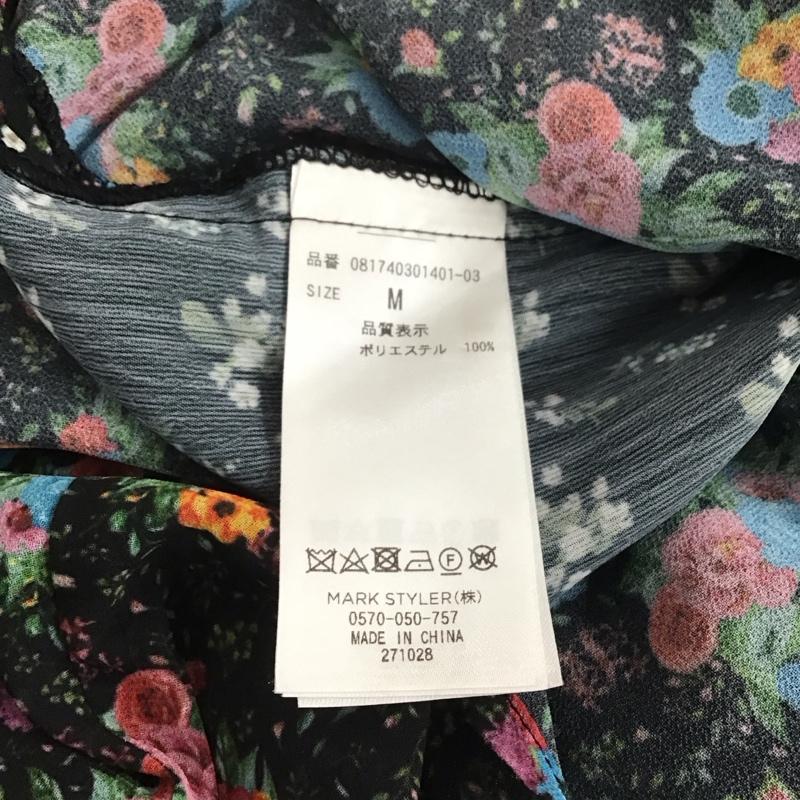 品番 081740301401-03
SIZE M
品質表示
ポリエステル 100%
MARK STYLER(株)
0570-050-757
MADE IN CHINA
271028